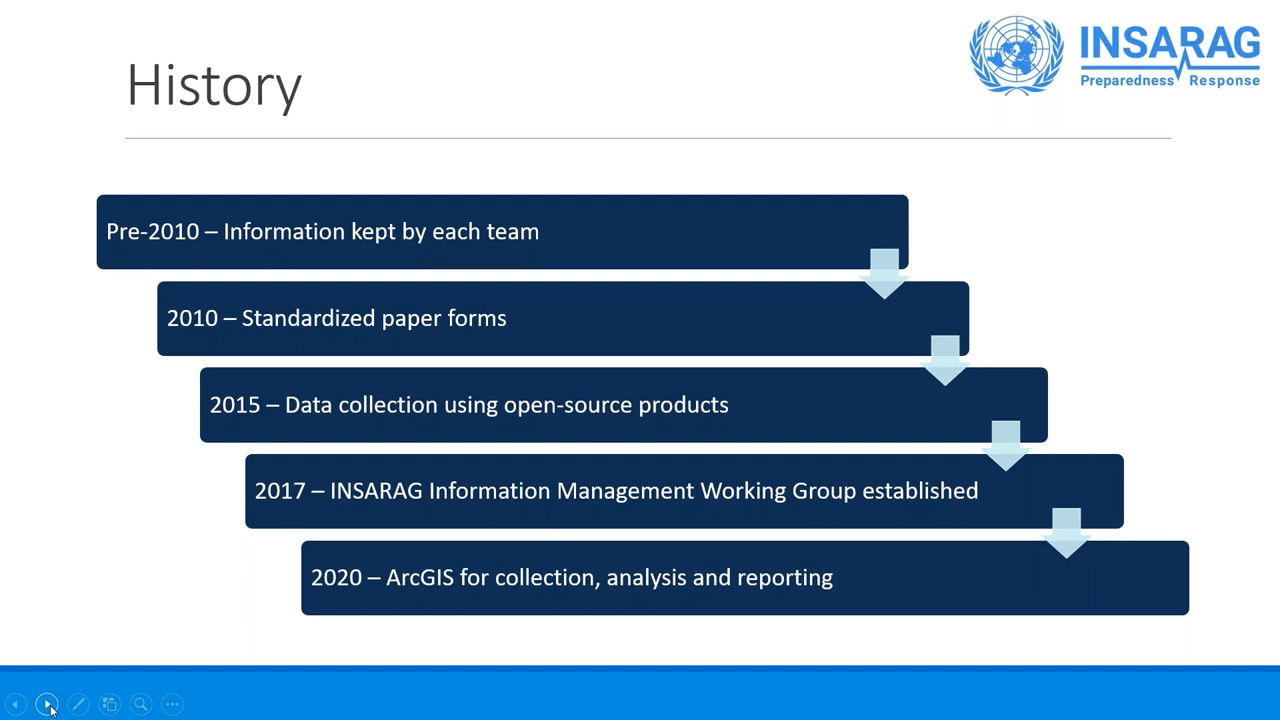 History
INSARAG
Preparedness Response
Pre-2010 – Information kept by each team
2010 – Standardized paper forms
2015 – Data collection using open-source products
2017 – INSARAG Information Management Working Group established
2020 – ArcGIS for collection, analysis and reporting